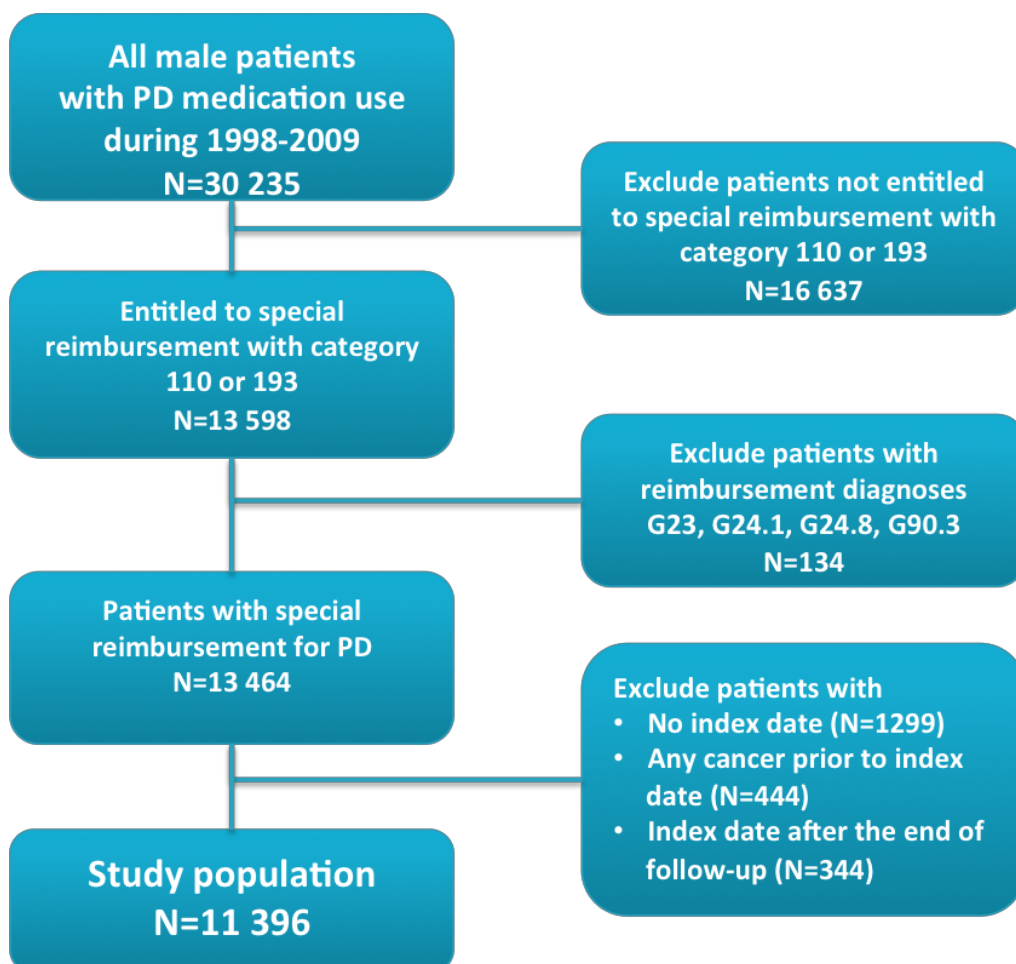 All male patients
with PD medication use
during 1998-2009
N=30 235
Exclude patients not entitled
to special reimbursement with
category 110 or 193
N=16 637
Entitled to special
reimbursement with category
110 or 193
N=13 598
Exclude patients with
reimbursement diagnoses
G23, G24.1, G24.8, G90.3
N=134
Patients with special
reimbursement for PD
N=13 464
Exclude patients with
• No index date (N=1299)
• Any cancer prior to index
date (N=444)
• Index date after the end of
follow-up (N=344)
Study population
N=11 396